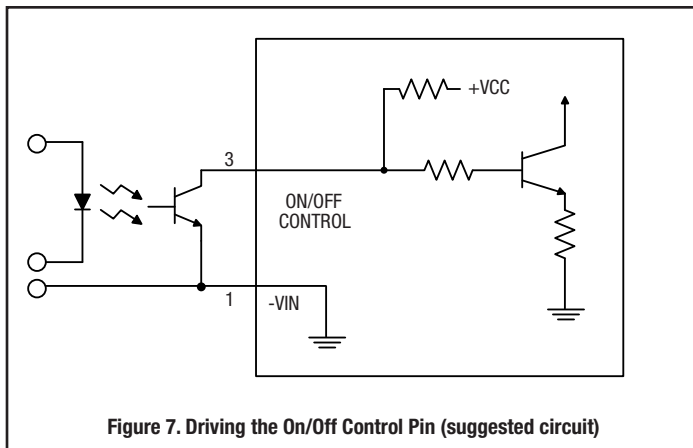 +VCC
3
ON/OFF
CONTROL
1
-VIN
Figure 7. Driving the On/Off Control Pin (suggested circuit)